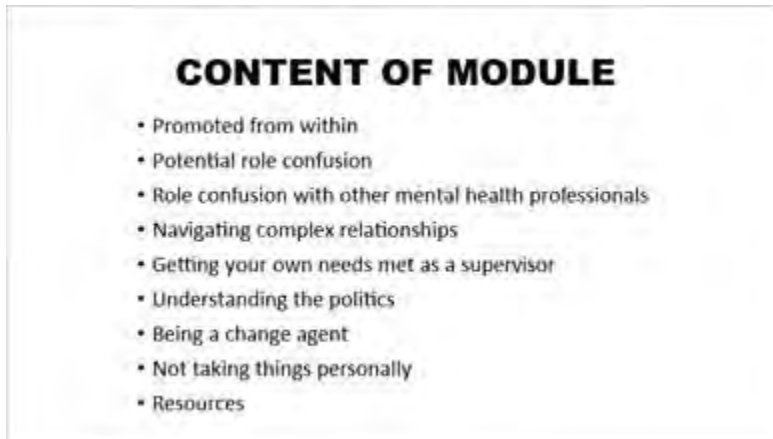 CONTENT OF MODULE
• Promoted from within
• Potential role confusion
• Role confusion with other mental health professionals
• Navigating complex relationships
• Getting your own needs met as a supervisor
• Understanding the politics
• Being a change agent
• Not taking things personally
• Resources